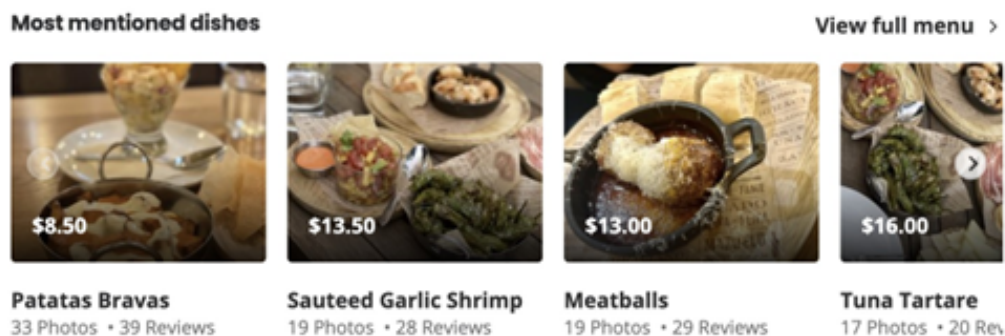 Most mentioned dishes
View full menu
$8.50
$13.50
$13.00
$16.00
Patatas Bravas
Sauteed Garlic Shrimp
Meatballs
Tuna Tartare
33 Photos • 39 Reviews
19 Photos • 28 Reviews
19 Photos • 29 Reviews
17 Photos • 20 Rev